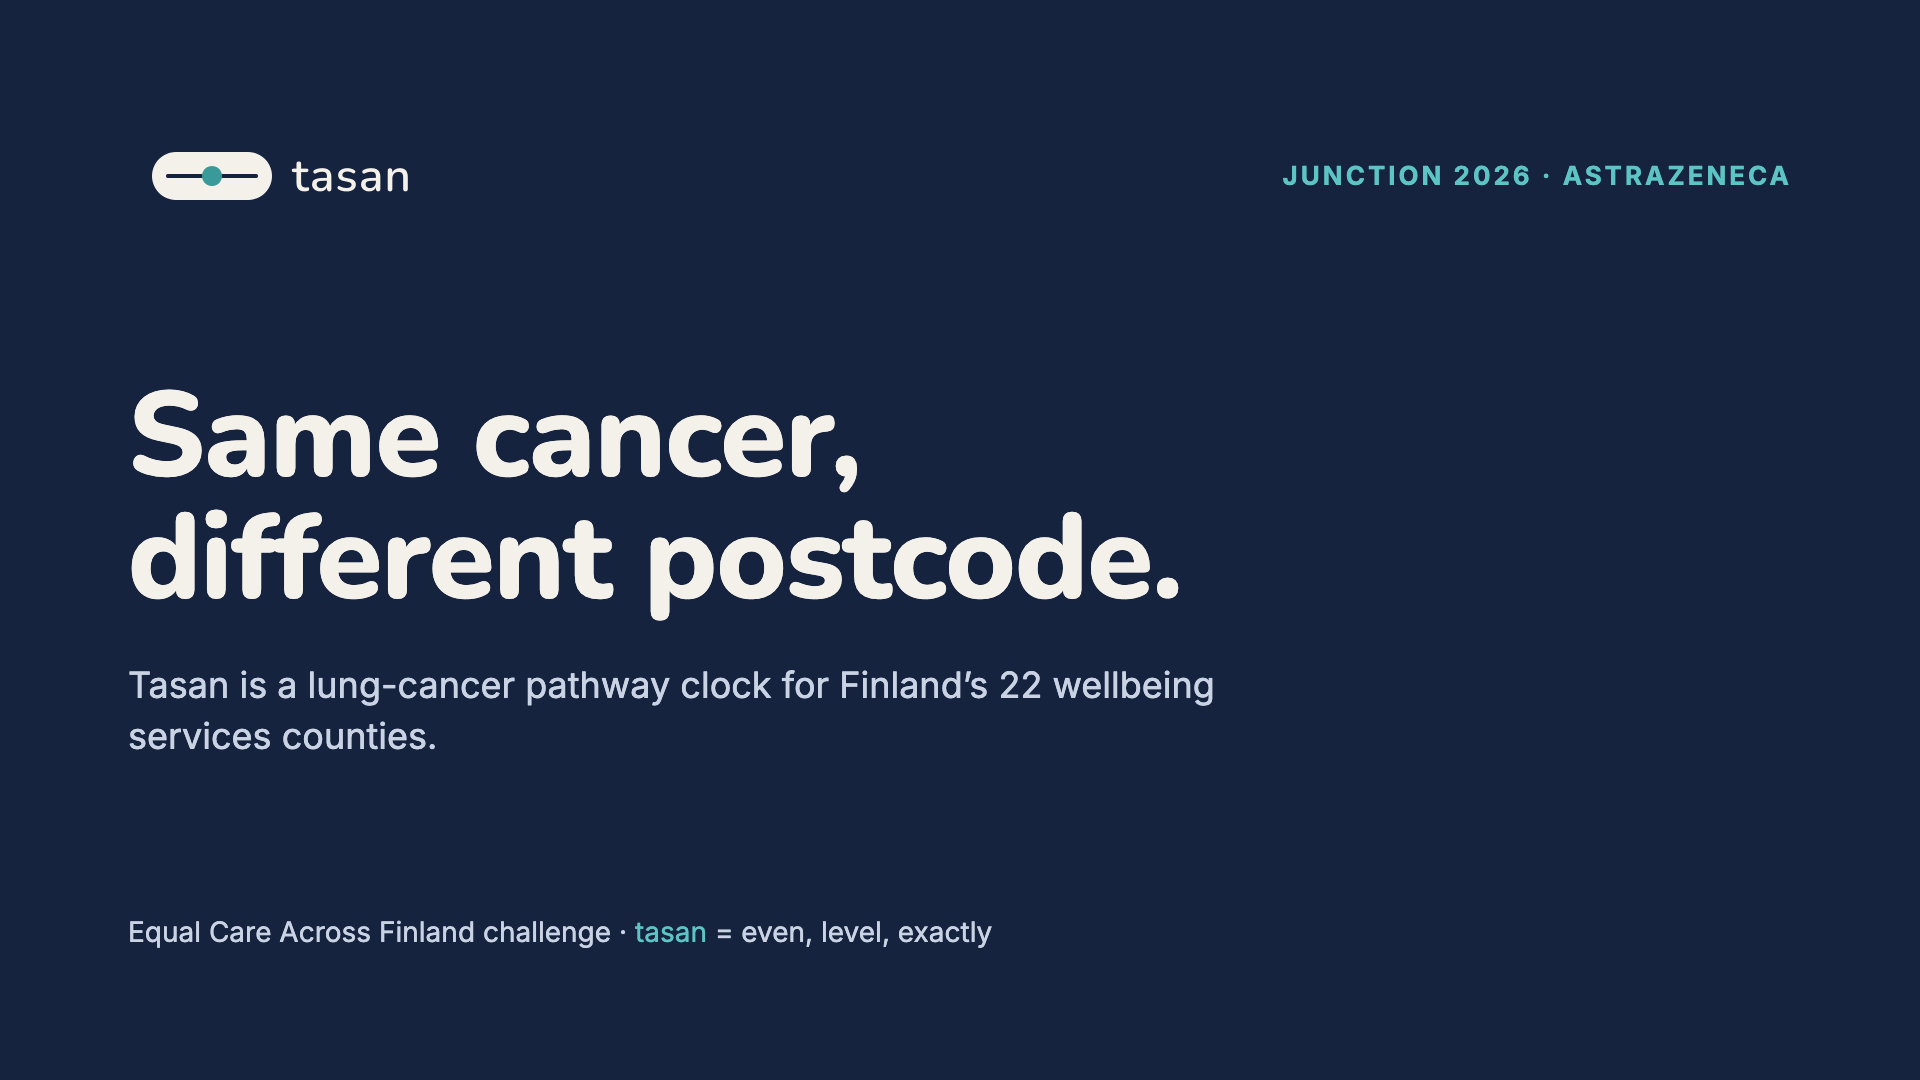 tasan
JUNCTION 2026 · ASTRAZENECA
Same cancer,
different postcode.
Tasan is a lung-cancer pathway clock for Finland’s 22 wellbeing
services counties.
Equal Care Across Finland challenge · tasan = even, level, exactly